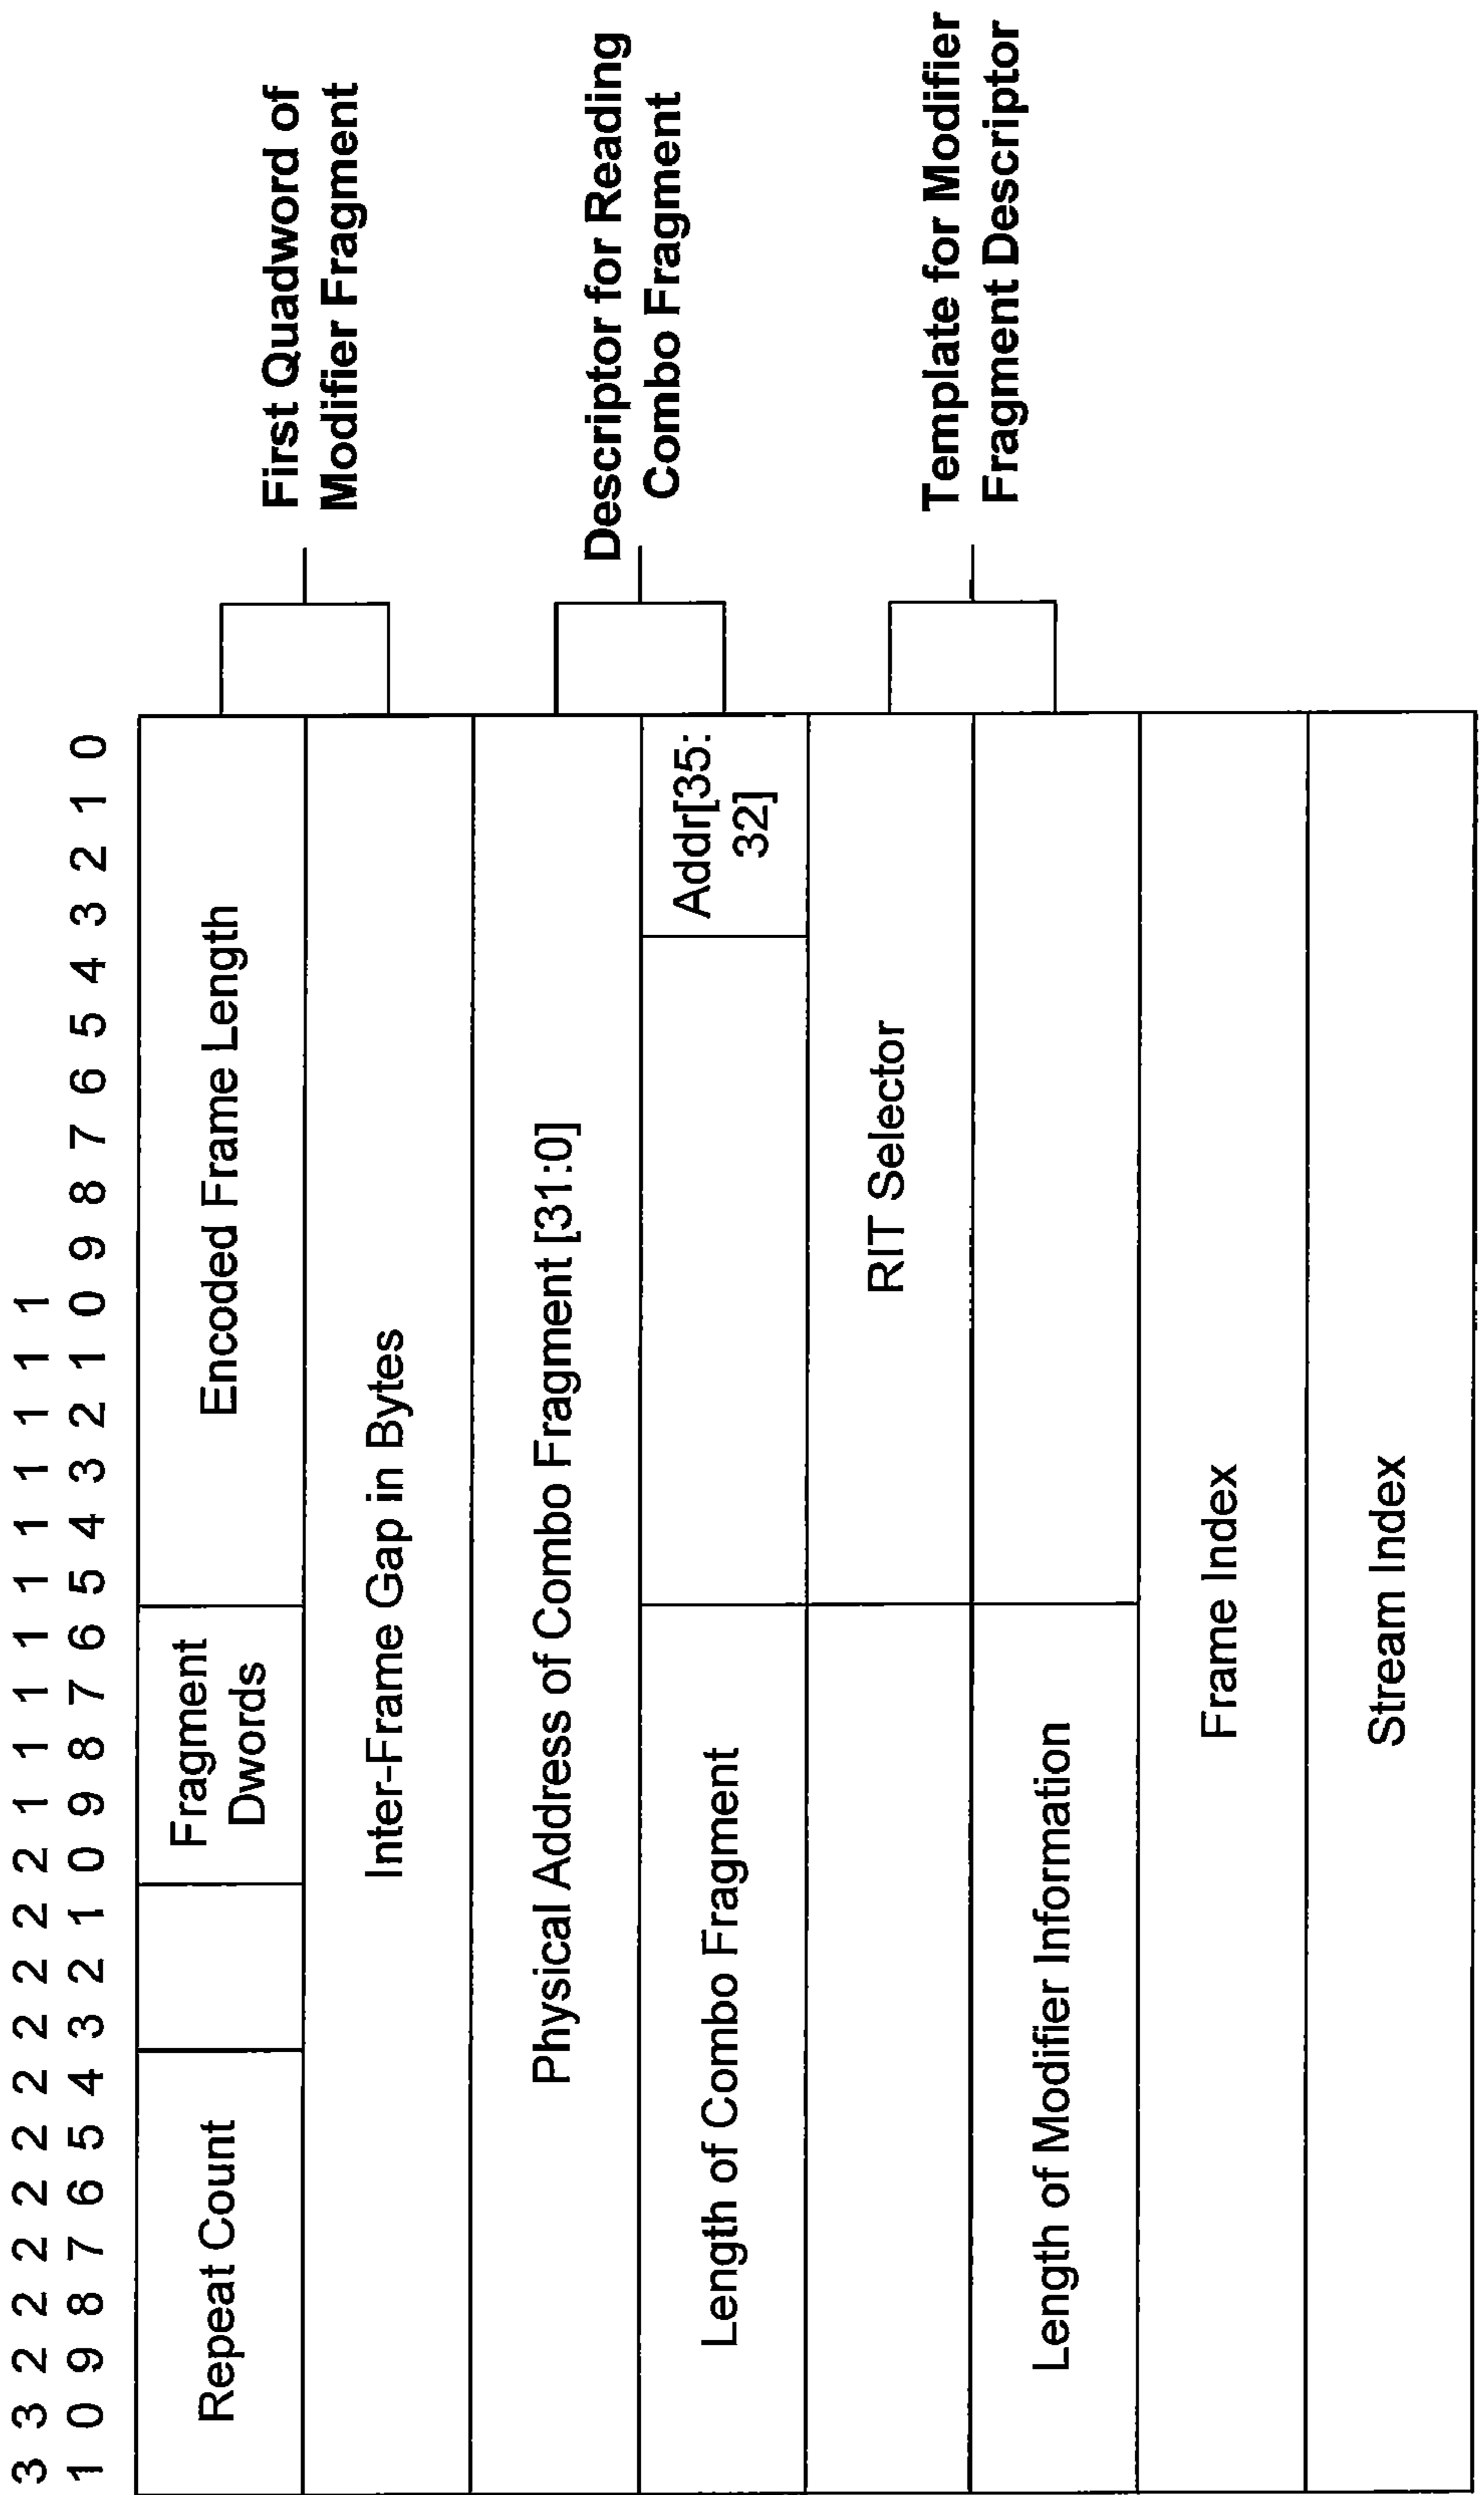 3 3 2 2 2 2 2 2 2 2 2 2 1 1 1 1 1 1 1 1 1 1
1 0 9 8 7 6 5 4 3 2 1 0 9 8 7 6 5 4 3 2 1 0 9 8 7 6 5 4 3 2 1 0
Repeat Count
Fragment
Dwords
Encoded Frame Length
First Quadword of
Modifier Fragment
Inter-Frame Gap in Bytes
Physical Address of Combo Fragment [31:0]
Descriptor for Reading
Combo Fragment
Length of Combo Fragment
Addr[35:
32]
RIT Selector
Template for Modifier
Fragment Descriptor
Length of Modifier Information
Frame Index
Stream Index